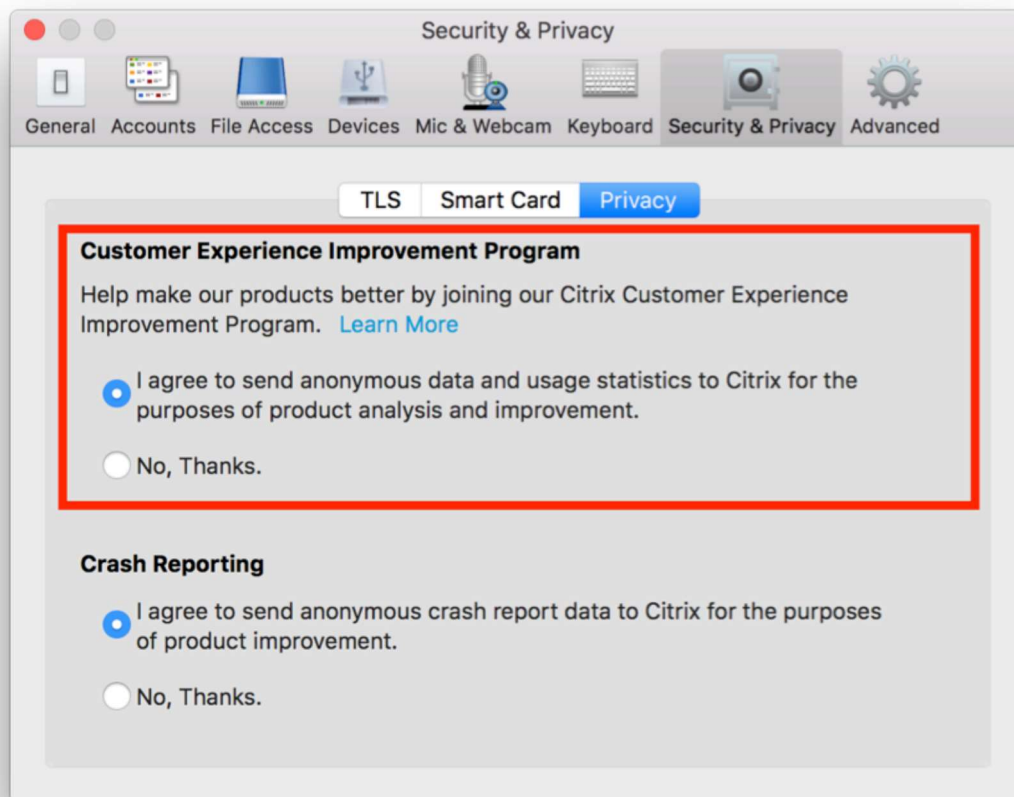 Security & Privacy
General Accounts File Access Devices Mic & Webcam Keyboard Security & Privacy Advanced
TLS Smart Card Privacy
Customer Experience Improvement Program
Help make our products better by joining our Citrix Customer Experience
Improvement Program. Learn More
I agree to send anonymous data and usage statistics to Citrix for the
purposes of product analysis and improvement.
No, Thanks.
Crash Reporting
I agree to send anonymous crash report data to Citrix for the purposes
of product improvement.
No, Thanks.